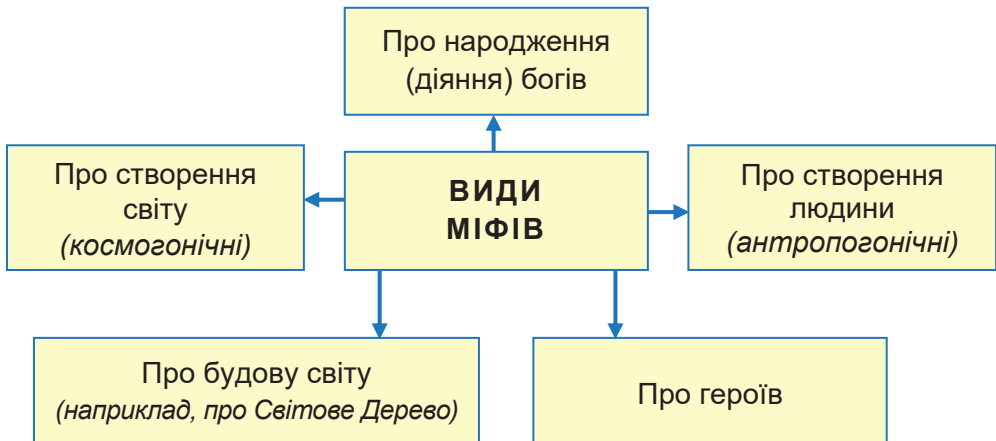 Про народження
(діяння) богів
Про створення
світу
(космогонічні)
ВИДИ
МІФІВ
Про створення
людини
(антропогонічні)
Про будову світу
(наприклад, про Світове Дерево)
Про героїв